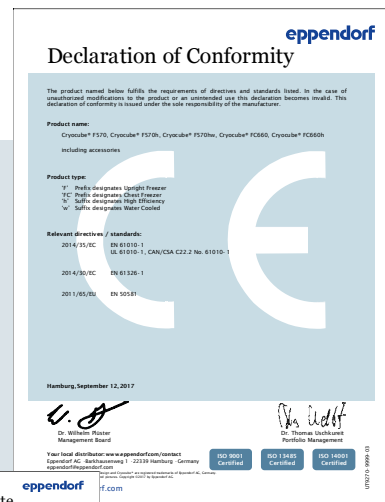 eppendorf
Declaration of Conformity
The product named below fulfills the requirements of directives and standards listed. In the case of
unauthorized modifications to the product or an unintended use this declaration becomes invalid. This
declaration of conformity is issued under the sole responsibility of the manufacturer.
Product name:
Cryocube® F570, Cryocube® F570h, Cryocube® F570hw, Cryocube® FC660, Cryocube® FC660h
including accessories
Product type:
'F' Prefix designates Upright Freezer
'FC' Prefix designates Chest Freezer
'h' Suffix designates High Efficiency
'w' Suffix designates Water Cooled
Relevant directives / standards:
2014/35/EC EN 61010-1
UL 61010-1, CAN/CSA C22.2 No. 61010-1
2014/30/EC EN 61326-1
2011/65/EU EN 50581
CE
Hamburg, September 12, 2017
Dr. Wilhelm Plüster
Management Board
Dr. Thomas Uschkureit
Portfolio Management
Your local distributor: www.eppendorf.com/contact
Eppendorf AG · Barkhausenweg 1 · 22339 Hamburg · Germany
eppendorf@eppendorf.com
ISO 9001
Certified
ISO 13485
Certified
ISO 14001
Certified
U79270-9999-03
eppendorf
rf.com